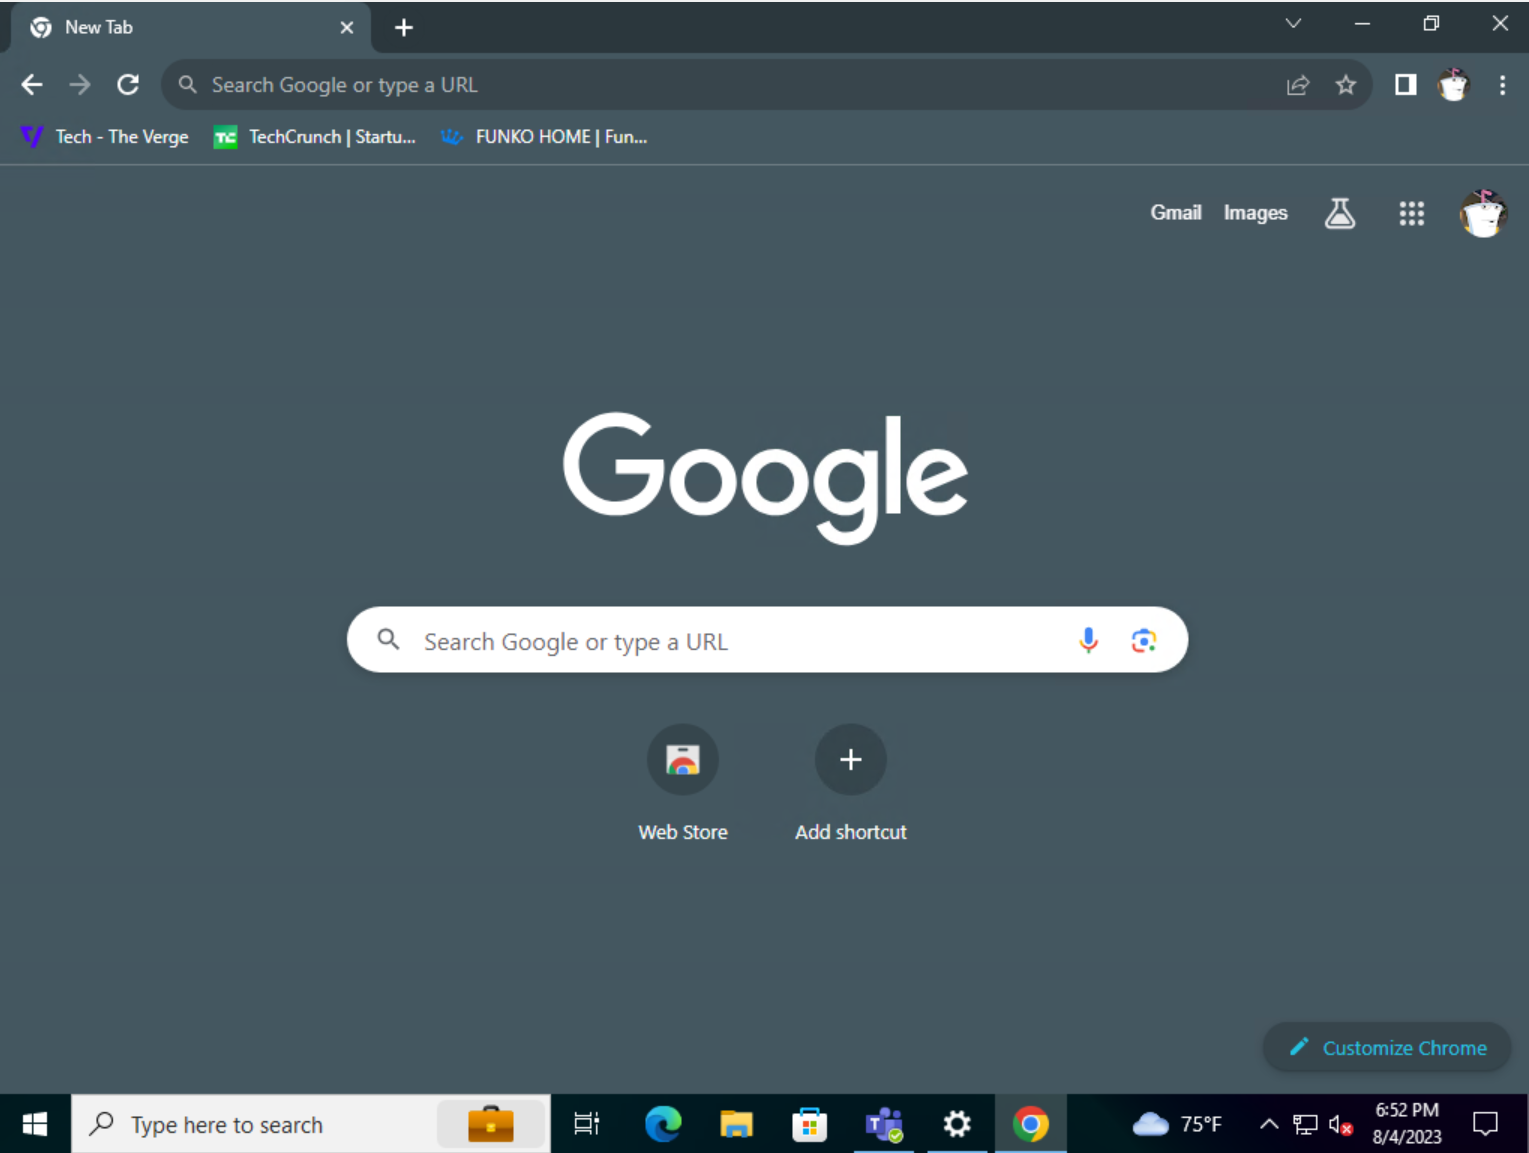 New Tab
Search Google or type a URL
Tech - The Verge
TechCrunch | Startu...
FUNKO HOME | Fun...
Gmail
Images
Google
Search Google or type a URL
Web Store
Add shortcut
Customize Chrome
Type here to search
75°F
6:52 PM
8/4/2023